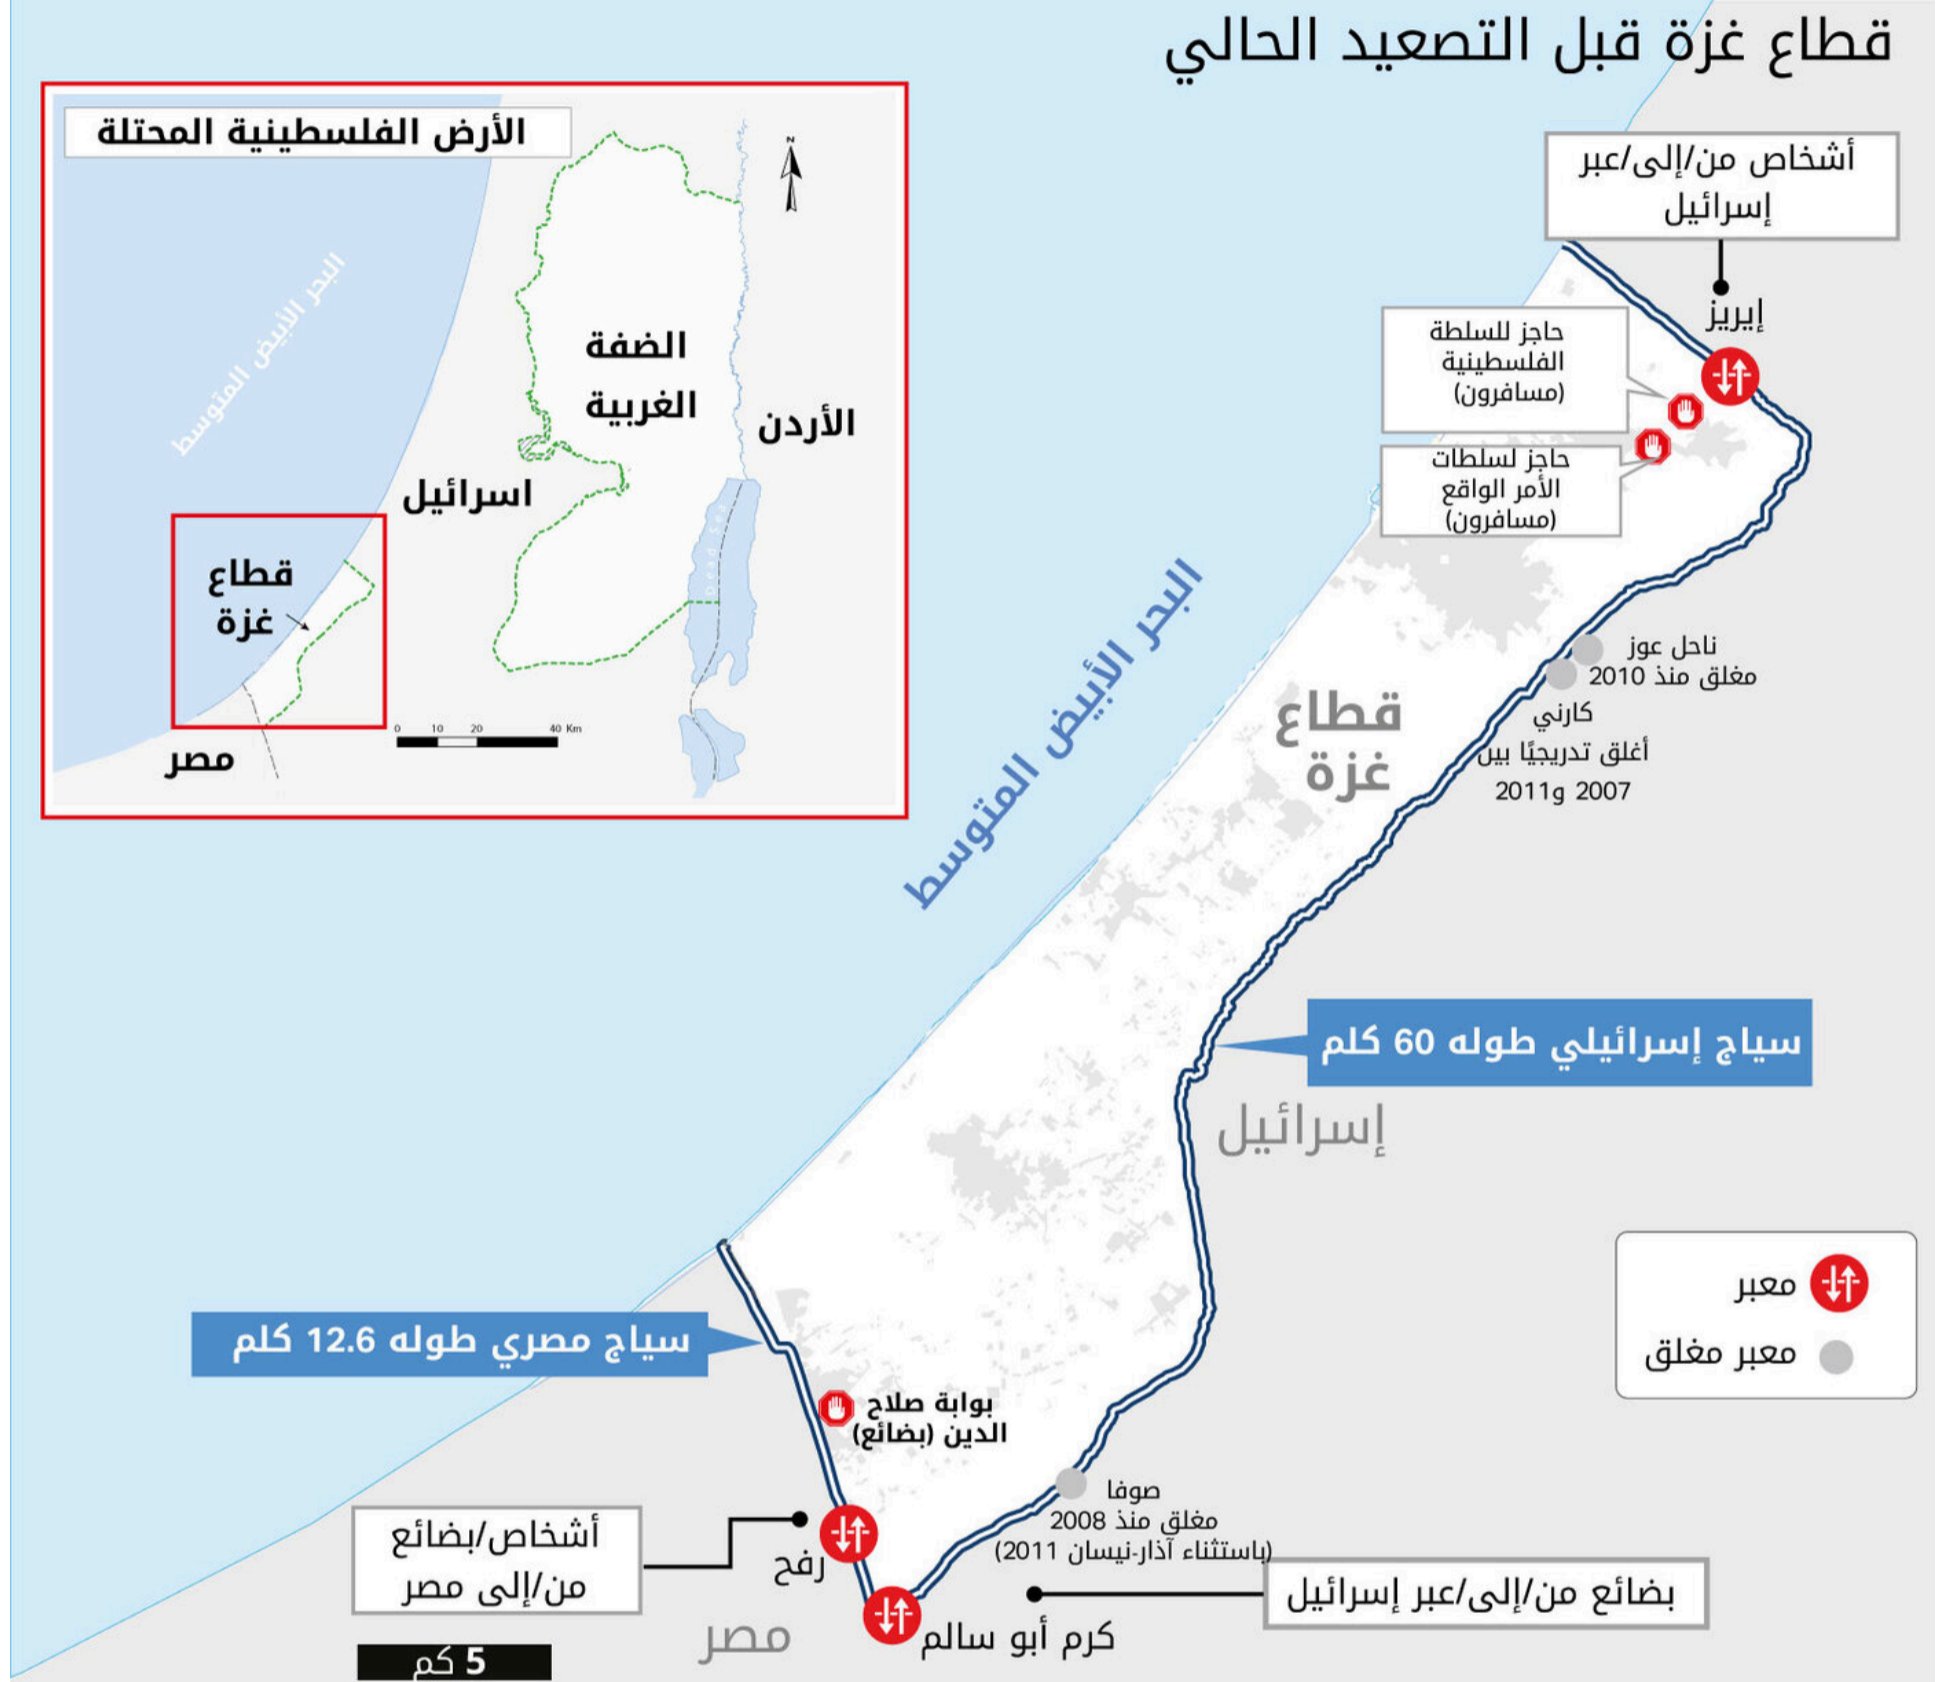 قطاع غزة قبل التصعيد الحالي
الأرض الفلسطينية المحتلة
N
البحر الأبيض المتوسط
الضفة
الغربية
الأردن
اسرائيل
Dead Sea
قطاع
غزة
مصر
0 10 20 40 Km
أشخاص من/إلى/عبر
إسرائيل
إيريز
حاجز للسلطة
الفلسطينية
(مسافرون)
حاجز لسلطات
الأمر الواقع
(مسافرون)
البحر الأبيض المتوسط
قطاع
غزة
ناحل عوز
مغلق منذ 2010
كارني
أغلق تدريجيًا بين
2007 و2011
سياج إسرائيلي طوله 60 كلم
إسرائيل
معبر
معبر مغلق
سياج مصري طوله 12.6 كلم
بوابة صلاح
الدين (بضائع)
صوفا
مغلق منذ 2008
(باستثناء آذار-نيسان 2011)
أشخاص/بضائع
من/إلى مصر
رفح
بضائع من/إلى/عبر إسرائيل
كرم أبو سالم
مصر
5 كم